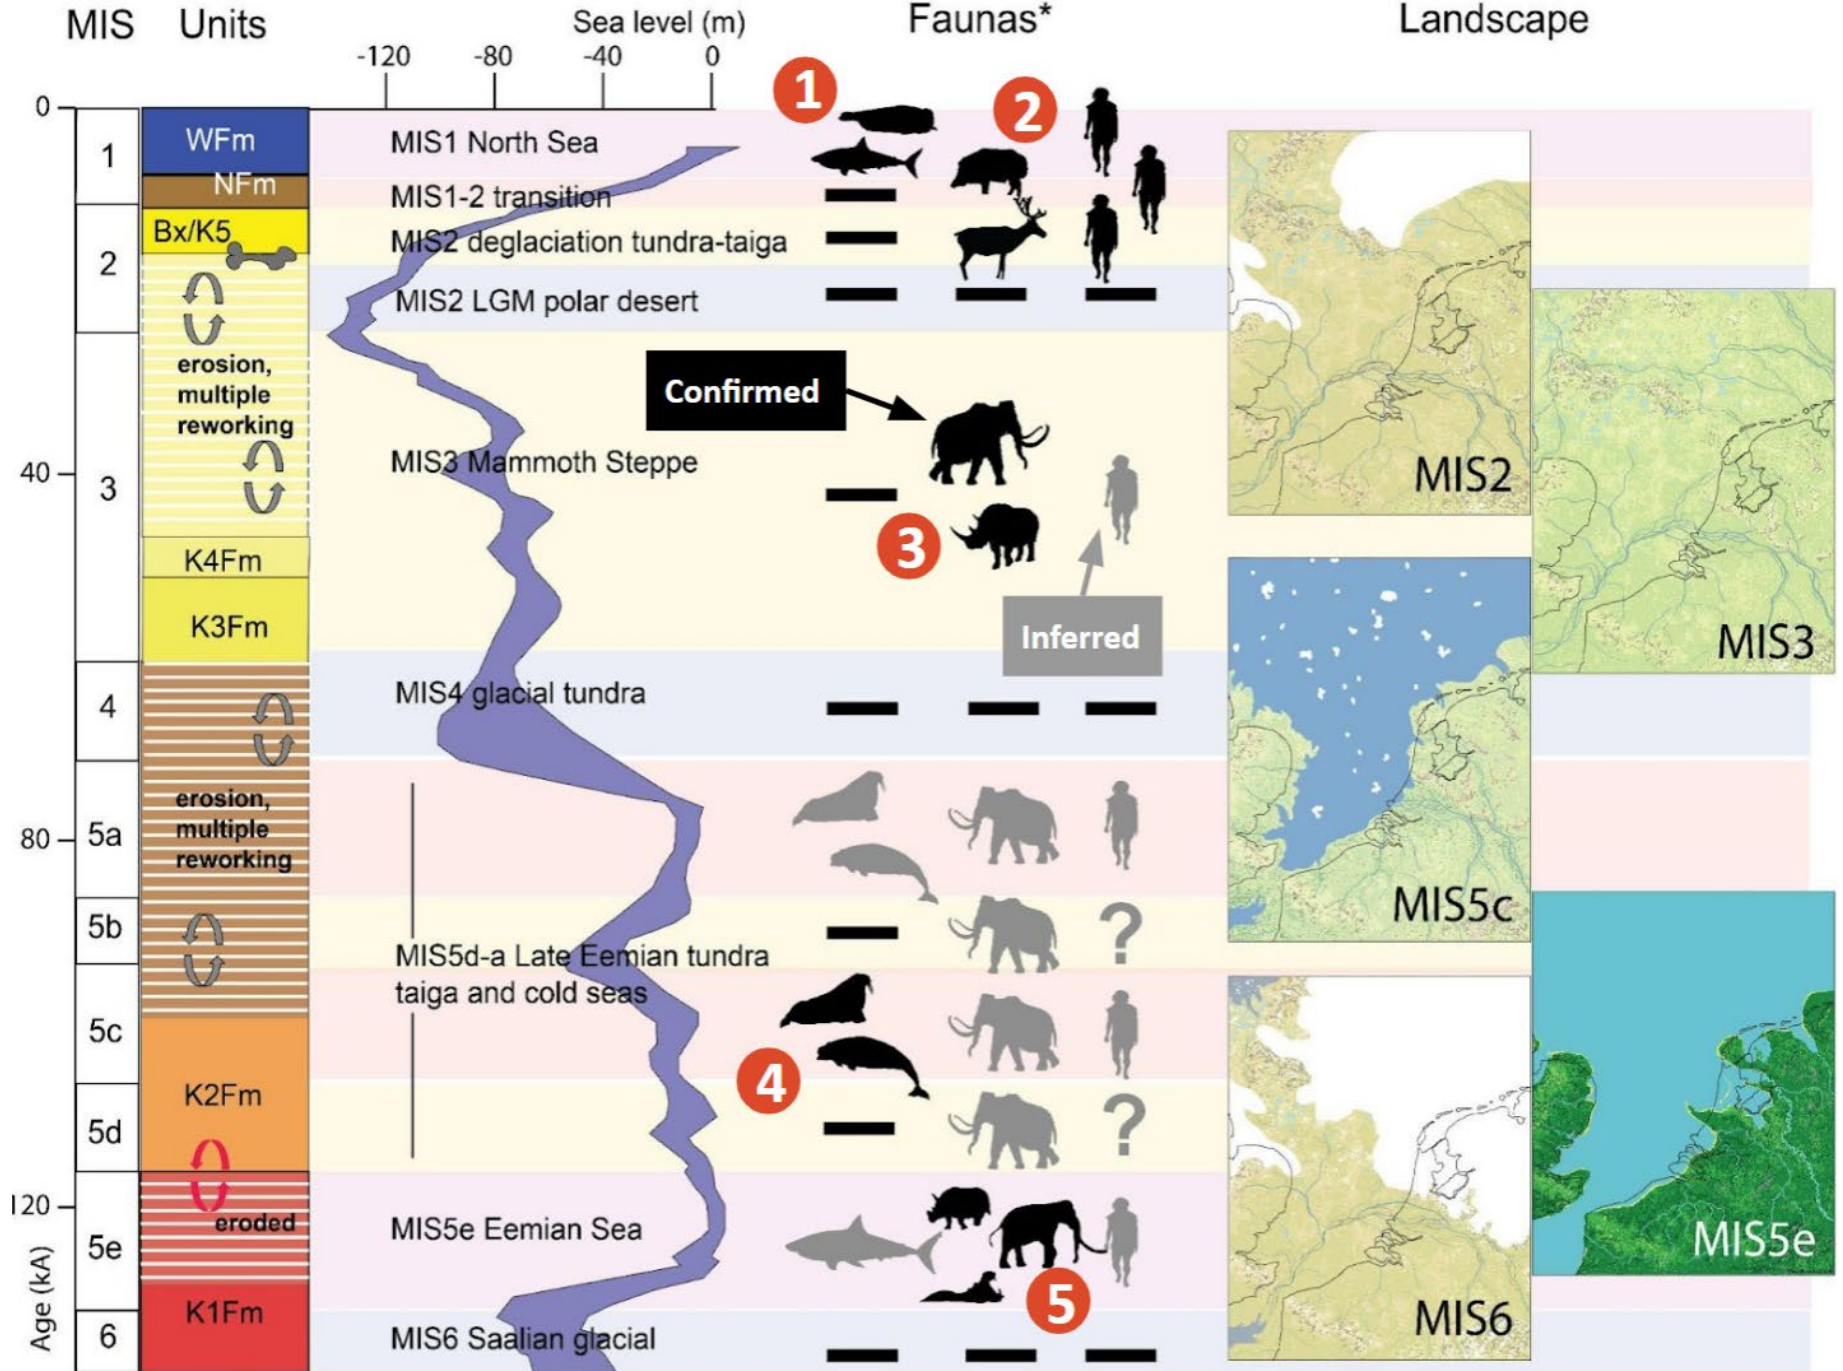 MIS Units Sea level (m) Faunas* Landscape
-120 -80 -40 0
0
1
WFm
MIS1 North Sea
1
2
NFm
MIS1-2 transition
Bx/K5
MIS2 deglaciation tundra-taiga
2
MIS2 LGM polar desert
erosion,
multiple
reworking
Confirmed
40
3
MIS3 Mammoth Steppe
3
K4Fm
K3Fm
Inferred
4
MIS4 glacial tundra
erosion,
multiple
reworking
80
5a
5b
?
MIS5d-a Late Eemian tundra
taiga and cold seas
5c
4
K2Fm
5d
?
120
eroded
5e
MIS5e Eemian Sea
5
K1Fm
6
MIS6 Saalian glacial
Age (kA)
MIS2
MIS3
MIS5c
MIS5e
MIS6